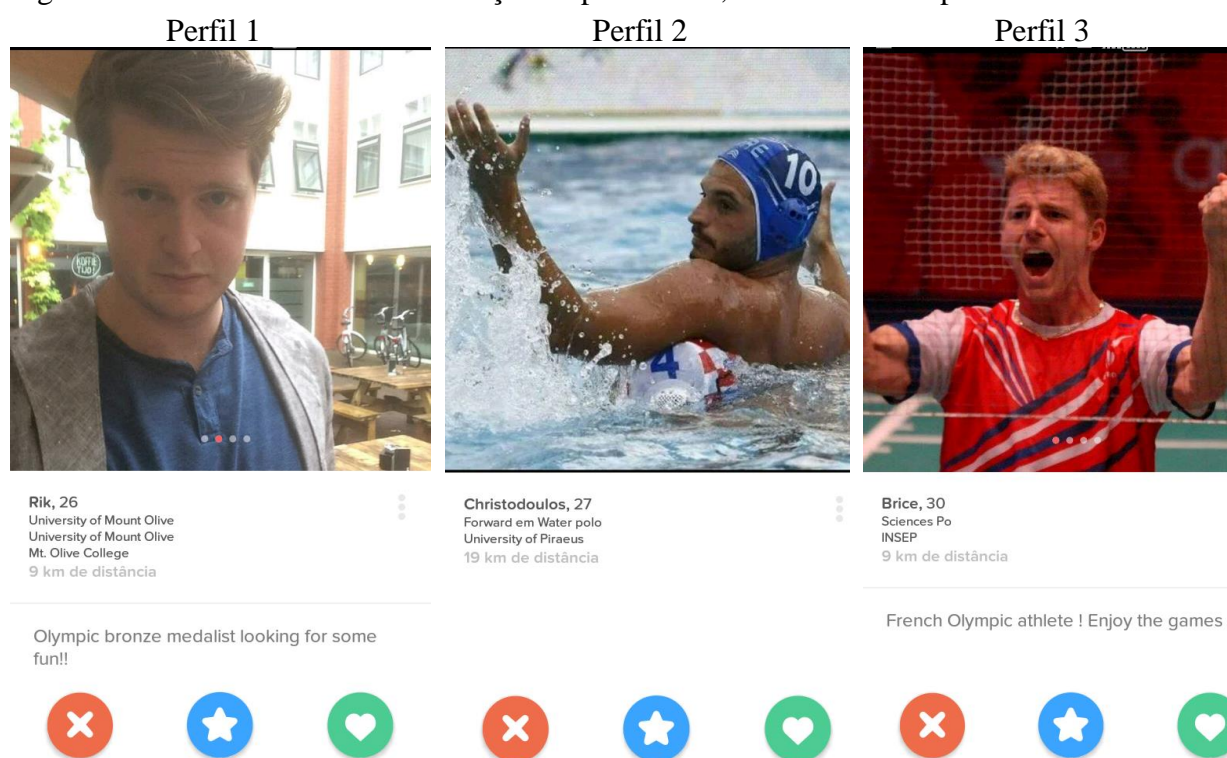 Perfil 1
Perfil 2
Perfil 3
KOFFIE
TIJD!
10
4
Rik, 26
University of Mount Olive
University of Mount Olive
Mt. Olive College
9 km de distância
Olympic bronze medalist looking for some
fun!!
Christodoulos, 27
Forward em Water polo
University of Piraeus
19 km de distância
Brice, 30
Sciences Po
INSEP
9 km de distância
French Olympic athlete ! Enjoy the games